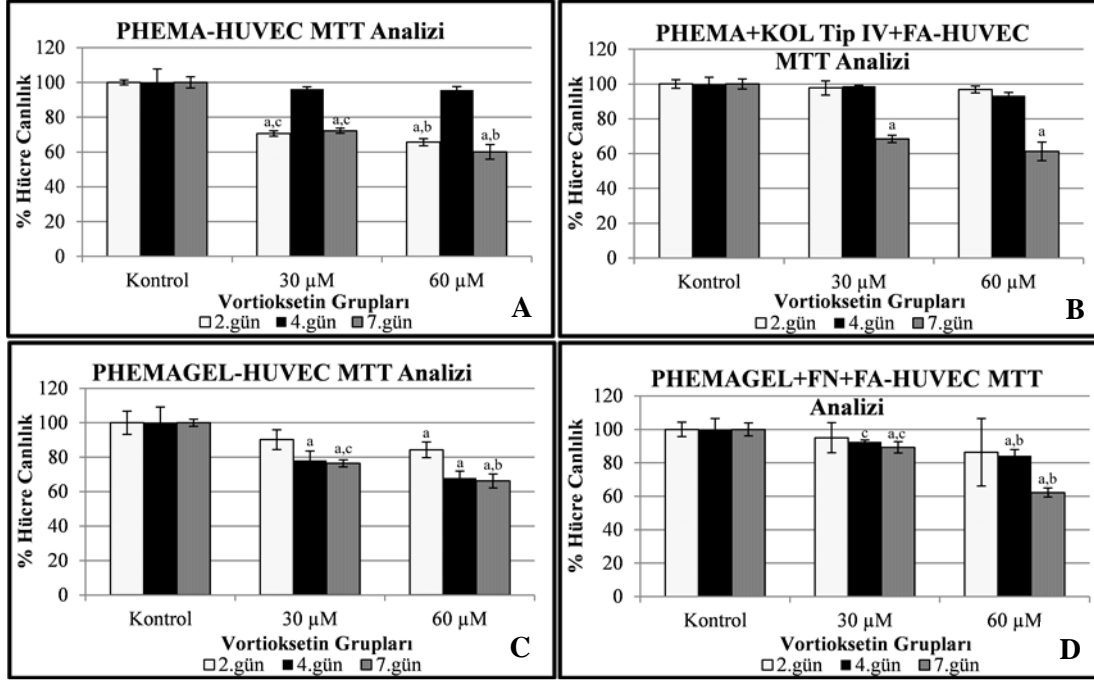 PHEMA-HUVEC MTT Analizi
% Hücre Canlılık
120
100
80
60
40
20
0
a,c
a,c
a,b
a,b
Kontrol
30 µM
60 µM
Vortioksetin Grupları
2.gün
4.gün
7.gün
A
PHEMA+KOL Tip IV+FA-HUVEC
MTT Analizi
% Hücre Canlılık
120
100
80
60
40
20
0
a
a
Kontrol
30 µM
60 µM
Vortioksetin Grupları
2.gün
4.gün
7.gün
B
PHEMAGEL-HUVEC MTT Analizi
% Hücre Canlılık
120
100
80
60
40
20
0
a
a,c
a
a
a,b
Kontrol
30 µM
60 µM
Vortioksetin Grupları
2.gün
4.gün
7.gün
C
PHEMAGEL+FN+FA-HUVEC MTT
Analizi
% Hücre Canlılık
120
100
80
60
40
20
0
c
a,c
a,b
a,b
Kontrol
30 µM
60 µM
Vortioksetin Grupları
2.gün
4.gün
7.gün
D